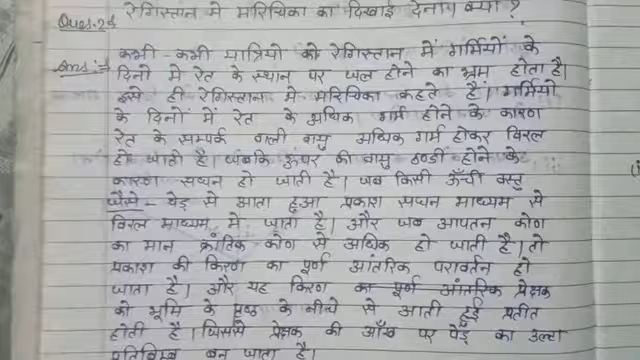 Ques:-24 रेगिस्तान मे मरिचिका का दिखाई देना। क्या ?
Ans:→ कभी - कभी यात्रियो को रेगिस्तान में गर्मियों के
दिनो में रेत के स्थान पर जल होने का भ्रम होता है।
इसे ही रेगिस्तान मे मरिचिका कहते है। गर्मियो
के दिनों में रेत के अधिक गर्म होने के कारण
रेत के सम्पर्क वाली वायु अधिक गर्म होकर विरल
हो जाती है। जबकि ऊपर की वायु ठण्डी होने के
कारण सघन हो जाती है। जब किसी ऊँची वस्तु
जैसे - पेड़ से आता हुआ प्रकाश सघन माध्यम से
विरल माध्यम में जाता है। और जब आपतन कोण
का मान क्रांतिक कोण से अधिक हो जाती है। तो
प्रकाश की किरण का पूर्ण आंतरिक परावर्तन हो
जाता है। और यह किरण का पूर्ण आंतरिक प्रेक्षक
को भूमि के पृष्ठ के नीचे से आती हुई प्रतीत
होती है। जिससे प्रेक्षक की आँख पर पेड़ का उल्टा
प्रतिबिम्ब बन जाता है।